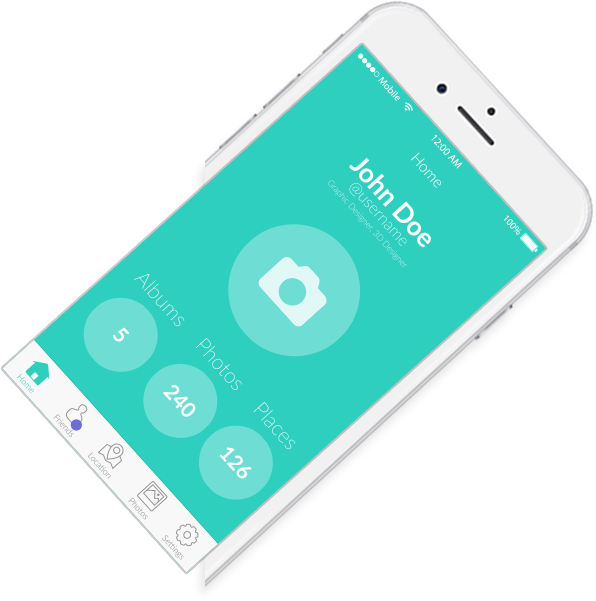 Mobile
12:00 AM
100%
Home
John Doe
@username
Graphic Designer, 3D Designer
Albums
Photos
Places
5
240
126
Home
Friends
Location
Photos
Settings